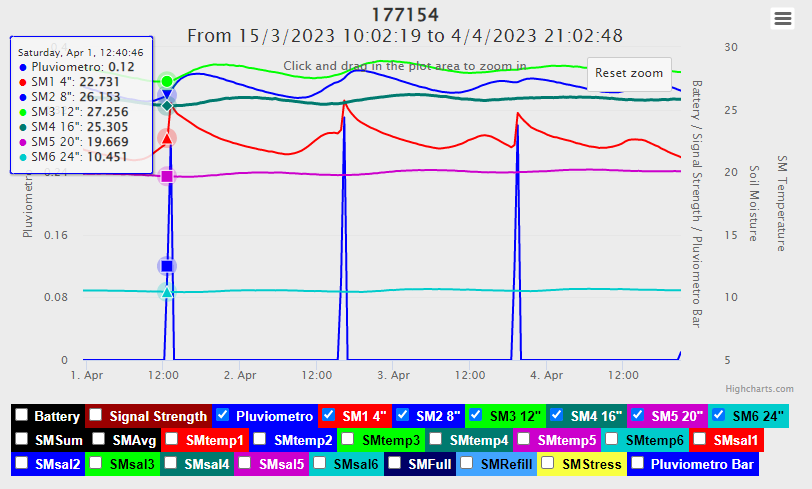 177154
From 15/3/2023 10:02:19 to 4/4/2023 21:02:48
Click and drag in the plot area to zoom in
Reset zoom
Saturday, Apr 1, 12:40:46
Pluviometro: 0.12
SM1 4": 22.731
SM2 8": 26.153
SM3 12": 27.256
SM4 16": 25.305
SM5 20": 19.669
SM6 24": 10.451
0.24
0.16
0.08
0
Pluviometro
30
25
20
15
10
5
Battery / Signal Strength / Pluviometro Bar
Soil Moisture
SM Temperature
1. Apr 12:00 2. Apr 12:00 3. Apr 12:00 4. Apr 12:00
Highcharts.com
Battery Signal Strength Pluviometro SM1 4" SM2 8" SM3 12" SM4 16" SM5 20" SM6 24"
SMSum SMAvg SMtemp1 SMtemp2 SMtemp3 SMtemp4 SMtemp5 SMtemp6 SMsal1
SMsal2 SMsal3 SMsal4 SMsal5 SMsal6 SMFull SMRefill SMStress Pluviometro Bar